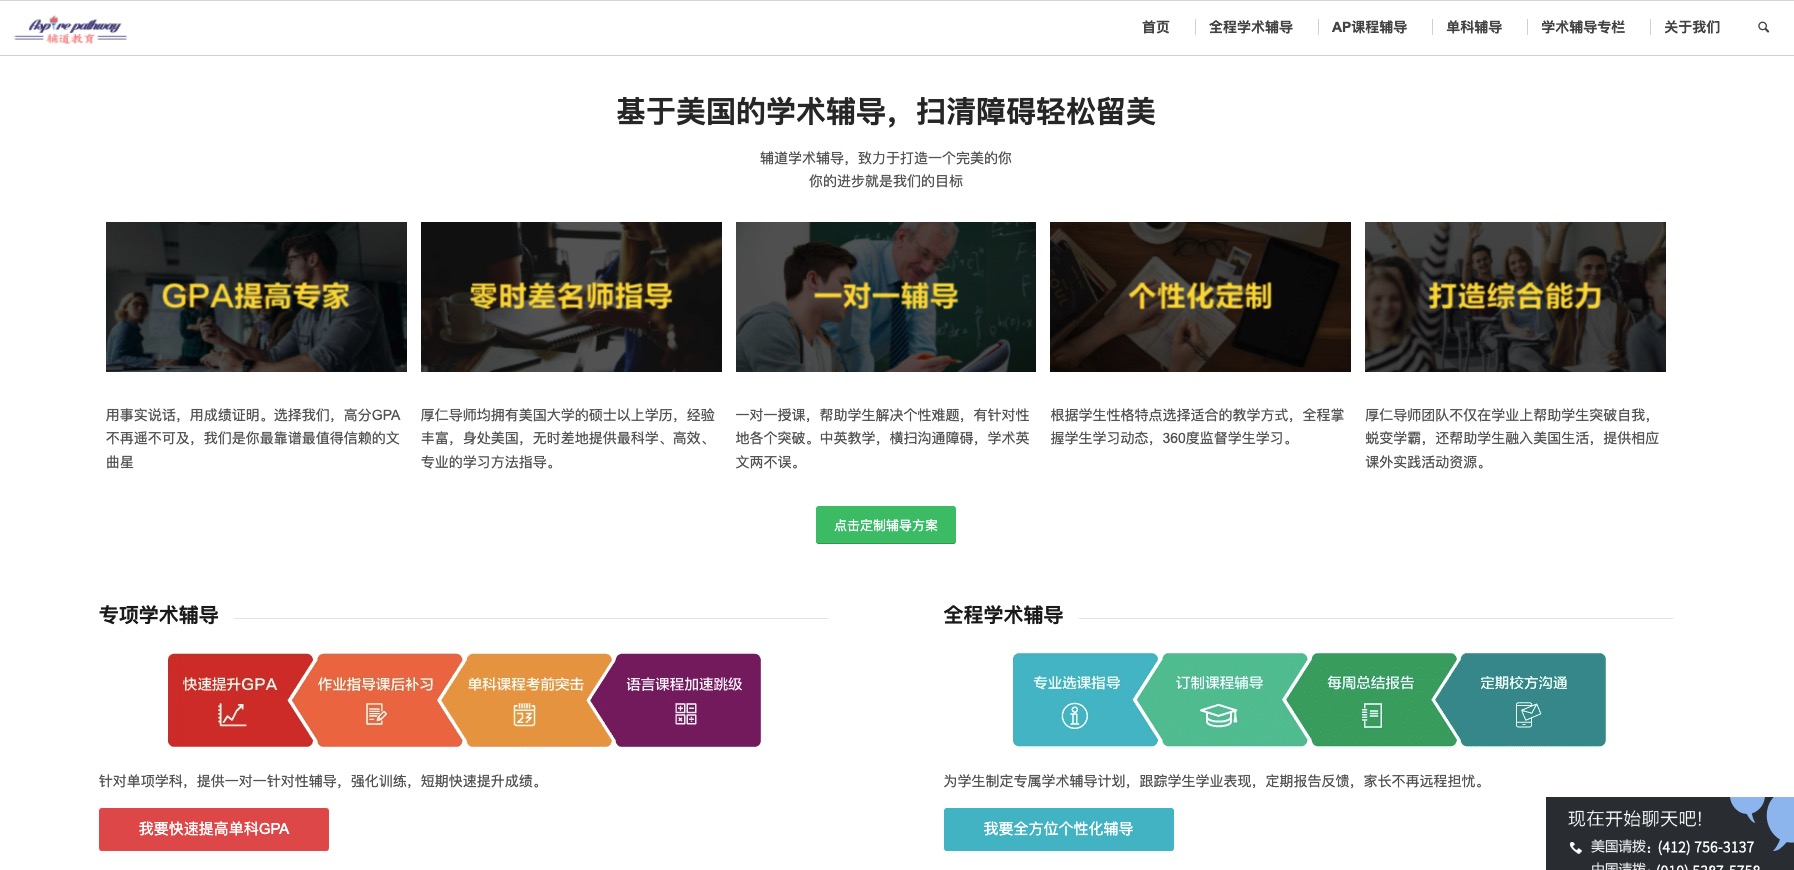 Aspire pathway
辅道教育
首页
全程学术辅导
AP课程辅导
单科辅导
学术辅导专栏
关于我们
基于美国的学术辅导，扫清障碍轻松留美
辅道学术辅导，致力于打造一个完美的你
你的进步就是我们的目标
GPA提高专家
零时差名师指导
一对一辅导
个性化定制
打造综合能力
用事实说话，用成绩证明。选择我们，高分GPA
不再遥不可及，我们是你最靠谱最值得信赖的文
曲星
厚仁导师均拥有美国大学的硕士以上学历，经验
丰富，身处美国，无时差地提供最科学、高效、
专业的学习方法指导。
一对一授课，帮助学生解决个性难题，有针对性
地各个突破。中英教学，横扫沟通障碍，学术英
文两不误。
根据学生性格特点选择适合的教学方式，全程掌
握学生学习动态，360度监督学生学习。
厚仁导师团队不仅在学业上帮助学生突破自我，
蜕变学霸，还帮助学生融入美国生活，提供相应
课外实践活动资源。
点击定制辅导方案
专项学术辅导
快速提升GPA
作业指导课后补习
单科课程考前突击
23
语言课程加速跳级
针对单项学科，提供一对一针对性辅导，强化训练，短期快速提升成绩。
我要快速提高单科GPA
全程学术辅导
专业选课指导
订制课程辅导
每周总结报告
定期校方沟通
为学生制定专属学术辅导计划，跟踪学生学业表现，定期报告反馈，家长不再远程担忧。
我要全方位个性化辅导
现在开始聊天吧!
美国请拨：(412) 756-3137
中国请拨：(010) 5387-5758